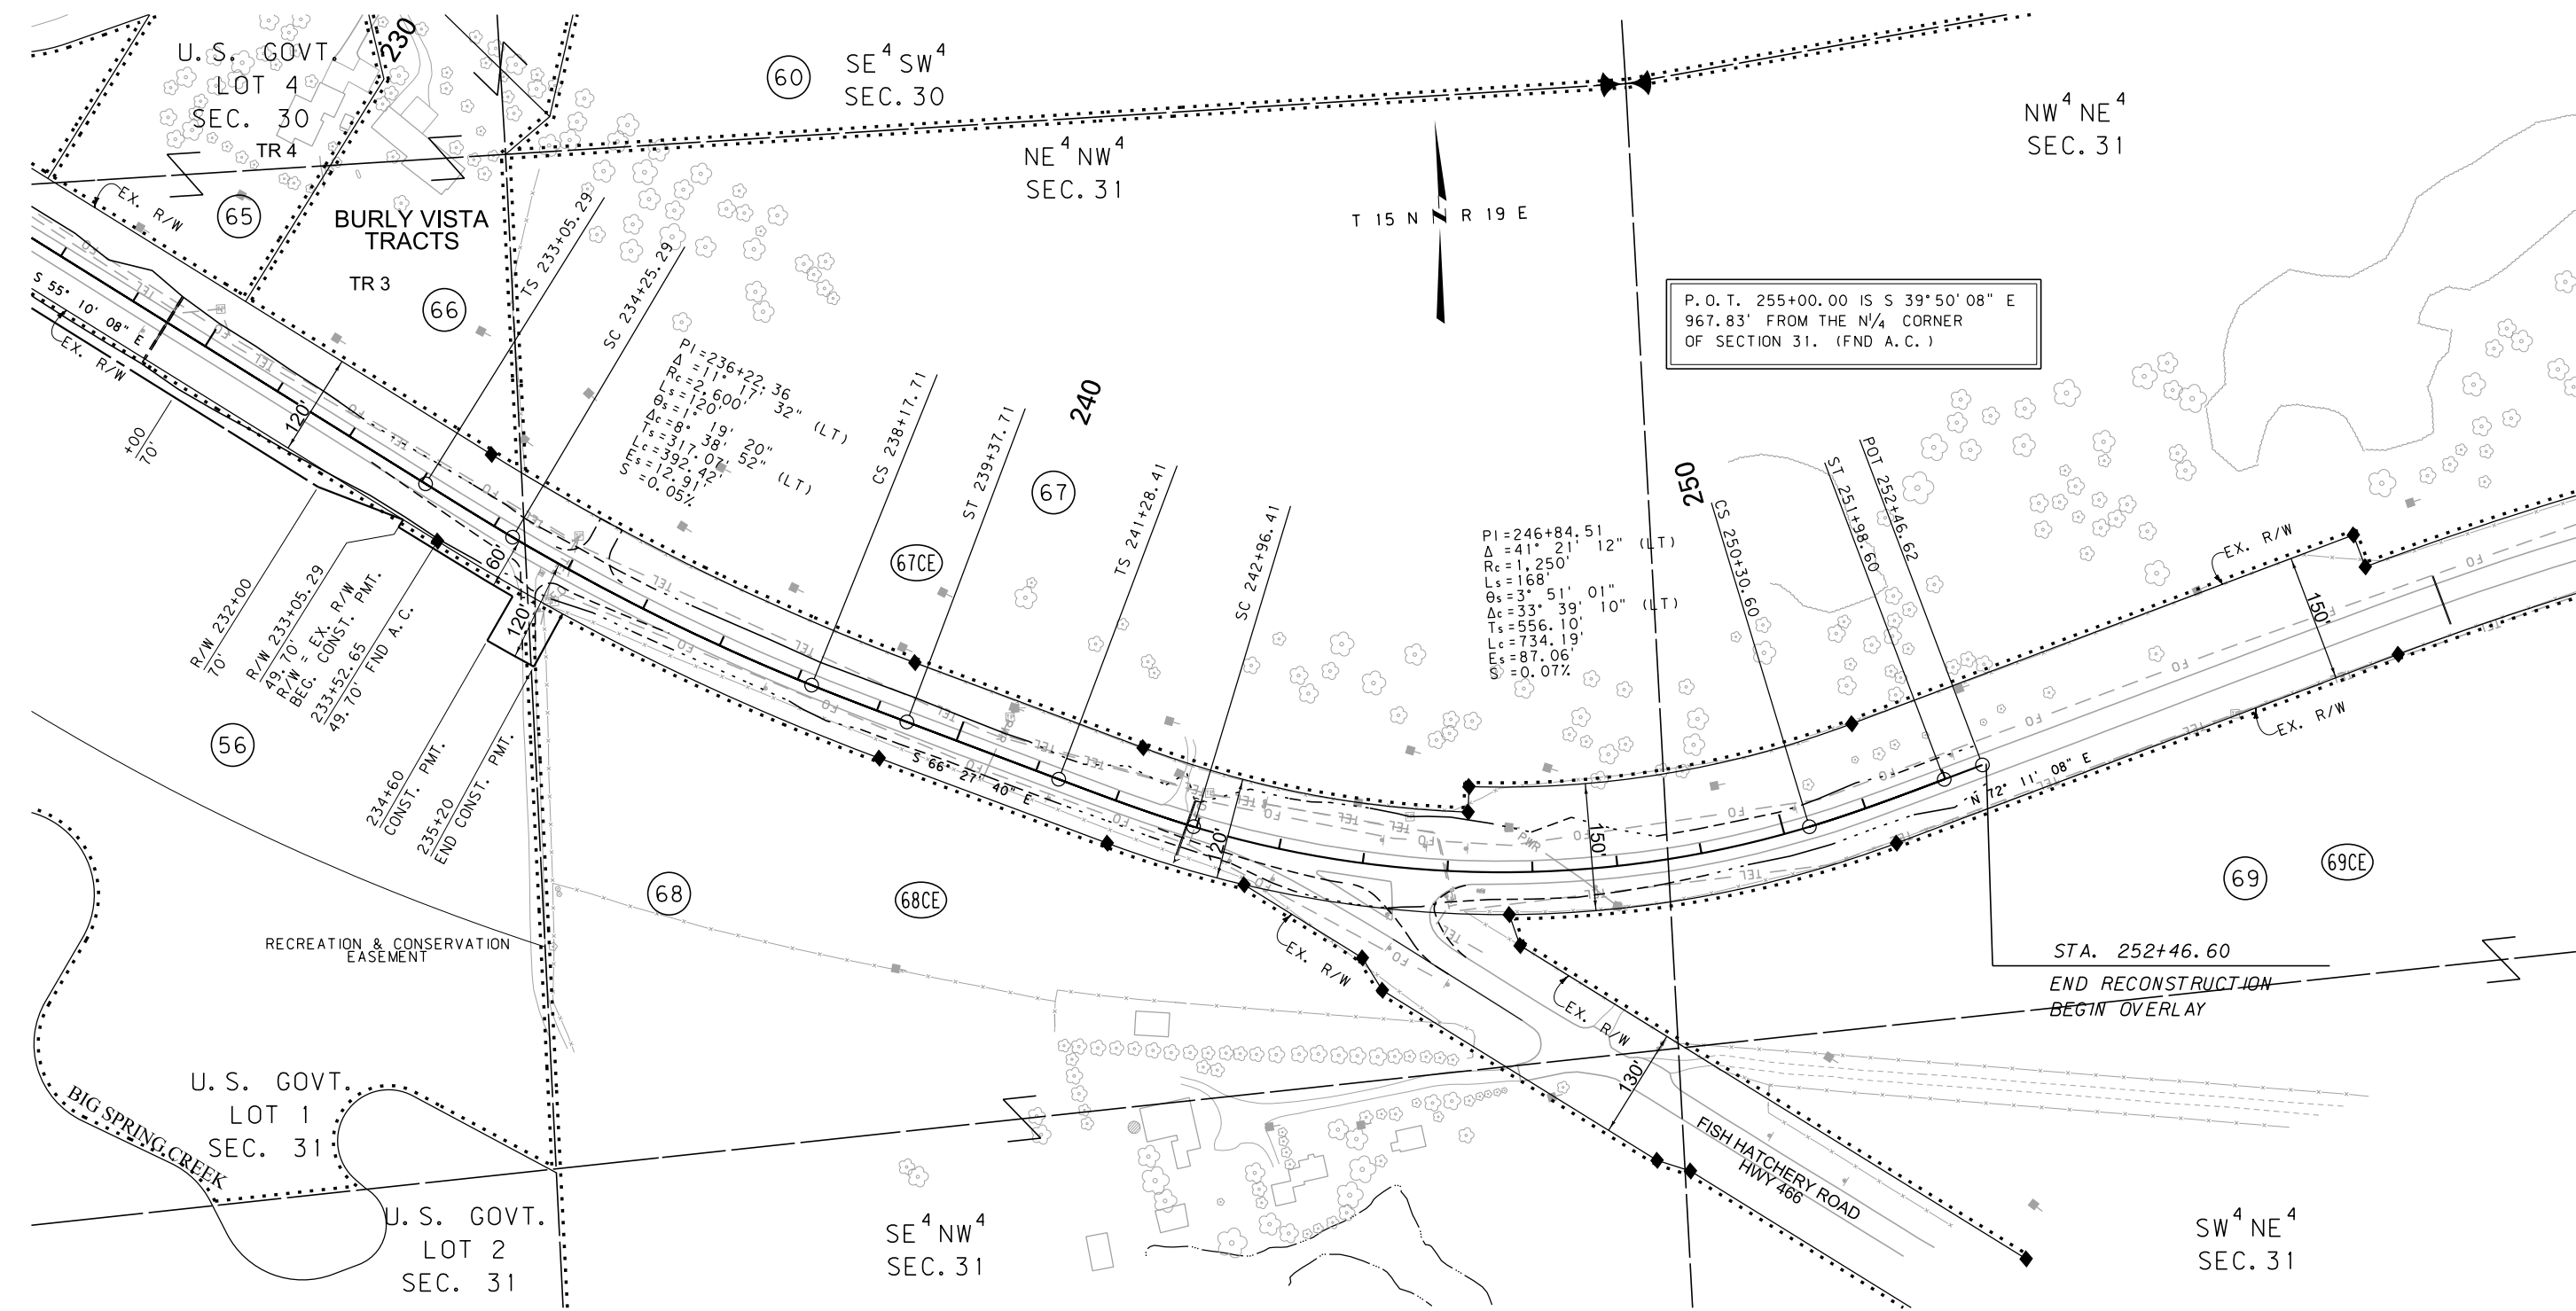 U.S. GOVT.
LOT 4
SEC. 30
TR 4
230
60
SE⁴SW⁴
SEC. 30
NE⁴NW⁴
SEC. 31
NW⁴NE⁴
SEC. 31
T 15 N
R 19 E
EX. R/W
65
BURLY VISTA
TRACTS
TR 3
66
S 55° 10' 08" E
EX. R/W
120'
+00
70'
TS 233+05.29
SC 234+25.29
PI=236+22.36
Δ =11° 17' 32" (LT)
Rc=2,600'
Ls=120'
θs=1° 19' 20"
Δc=8° 38' 52" (LT)
Ts=317.07'
Lc=392.42'
Es=12.91'
S =0.05%
CS 238+17.71
ST 239+37.71
240
67
67CE
TS 241+28.41
SC 242+96.41
P.O.T. 255+00.00 IS S 39°50'08" E
967.83' FROM THE N¼ CORNER
OF SECTION 31. (FND A.C.)
PI=246+84.51
Δ =41° 21' 12" (LT)
Rc=1,250'
Ls=168'
θs=3° 51' 01"
Δc=33° 39' 10" (LT)
Ts=556.10'
Lc=734.19'
Es=87.06'
S =0.07%
250
CS 250+30.60
ST 251+98.60
POT 252+46.62
EX. R/W
150'
EX. R/W
R/W 232+00
70'
R/W 233+05.29
49.70'
R/W = EX. R/W
BEG. CONST. PMT.
233+52.65
49.70' FND A.C.
60'
120'
234+60
CONST. PMT.
235+20
END CONST. PMT.
56
S 66° 27' 40" E
120'
150'
N 72° 11' 08" E
68
68CE
69
69CE
RECREATION & CONSERVATION
EASEMENT
EX. R/W
EX. R/W
STA. 252+46.60
END RECONSTRUCTION
BEGIN OVERLAY
130'
FISH HATCHERY ROAD
HWY 466
U.S. GOVT.
LOT 1
SEC. 31
BIG SPRING CREEK
U.S. GOVT.
LOT 2
SEC. 31
SE⁴NW⁴
SEC. 31
SW⁴NE⁴
SEC. 31
FO
TEL
PWR